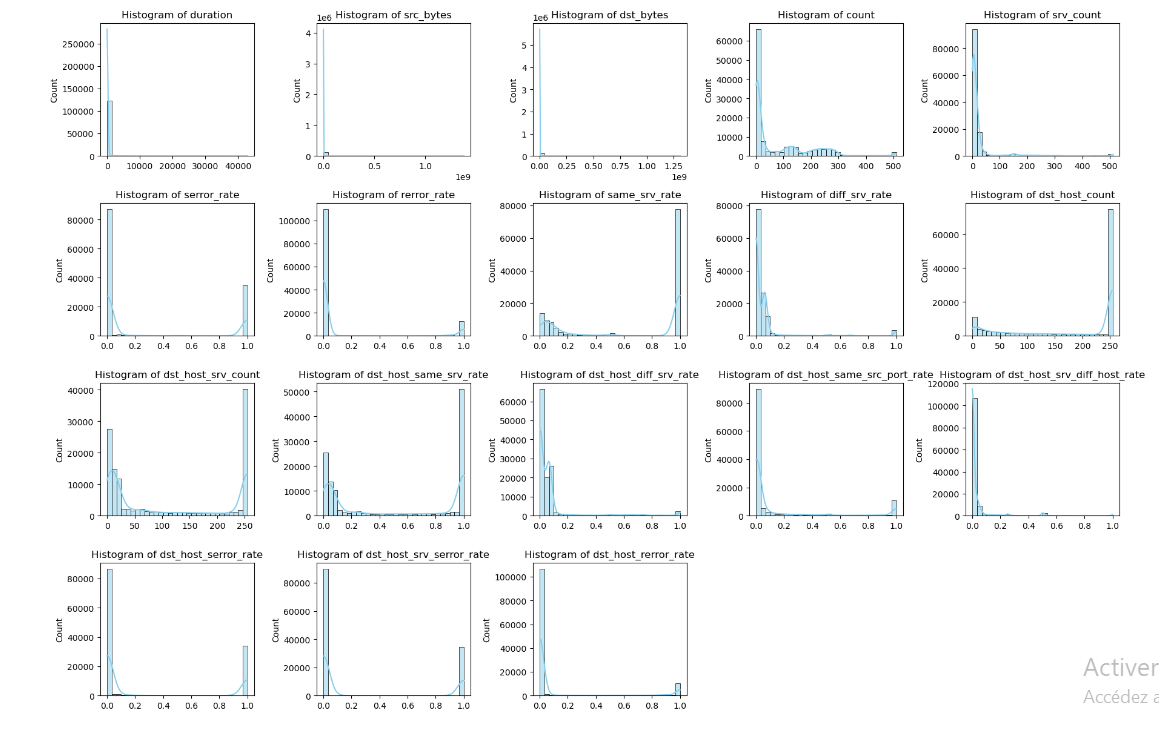 Histogram of duration
Count
250000
200000
150000
100000
50000
0
0 10000 20000 30000 40000
Histogram of src_bytes
1e6
Count
4
3
2
1
0
0.0 0.5 1.0
1e9
Histogram of dst_bytes
1e6
Count
5
4
3
2
1
0
0.00 0.25 0.50 0.75 1.00 1.25
1e9
Histogram of count
Count
60000
50000
40000
30000
20000
10000
0
0 100 200 300 400 500
Histogram of srv_count
Count
80000
60000
40000
20000
0
0 100 200 300 400 500
Histogram of serror_rate
Count
80000
60000
40000
20000
0
0.0 0.2 0.4 0.6 0.8 1.0
Histogram of rerror_rate
Count
100000
80000
60000
40000
20000
0
0.0 0.2 0.4 0.6 0.8 1.0
Histogram of same_srv_rate
Count
80000
60000
40000
20000
0
0.0 0.2 0.4 0.6 0.8 1.0
Histogram of diff_srv_rate
Count
80000
60000
40000
20000
0
0.0 0.2 0.4 0.6 0.8 1.0
Histogram of dst_host_count
Count
60000
40000
20000
0
0 50 100 150 200 250
Histogram of dst_host_srv_count
Count
40000
30000
20000
10000
0
0 50 100 150 200 250
Histogram of dst_host_same_srv_rate
Count
50000
40000
30000
20000
10000
0
0.0 0.2 0.4 0.6 0.8 1.0
Histogram of dst_host_diff_srv_rate
Count
60000
50000
40000
30000
20000
10000
0
0.0 0.2 0.4 0.6 0.8 1.0
Histogram of dst_host_same_src_port_rate
Count
80000
60000
40000
20000
0
0.0 0.2 0.4 0.6 0.8 1.0
Histogram of dst_host_srv_diff_host_rate
Count
120000
100000
80000
60000
40000
20000
0
0.0 0.2 0.4 0.6 0.8 1.0
Histogram of dst_host_serror_rate
Count
80000
60000
40000
20000
0
0.0 0.2 0.4 0.6 0.8 1.0
Histogram of dst_host_srv_serror_rate
Count
80000
60000
40000
20000
0
0.0 0.2 0.4 0.6 0.8 1.0
Histogram of dst_host_rerror_rate
Count
100000
80000
60000
40000
20000
0
0.0 0.2 0.4 0.6 0.8 1.0
Activer
Accédez a